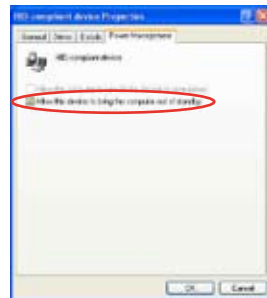 HID-compliant device Properties
General Driver Details Power Management
HID-compliant device
Allow this device to bring the computer out of standby.
OK Cancel